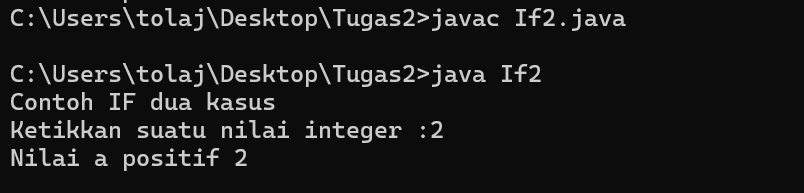 C:\Users\tolaj\Desktop\Tugas2>javac If2.java
C:\Users\tolaj\Desktop\Tugas2>java If2
Contoh IF dua kasus
Ketikkan suatu nilai integer :2
Nilai a positif 2